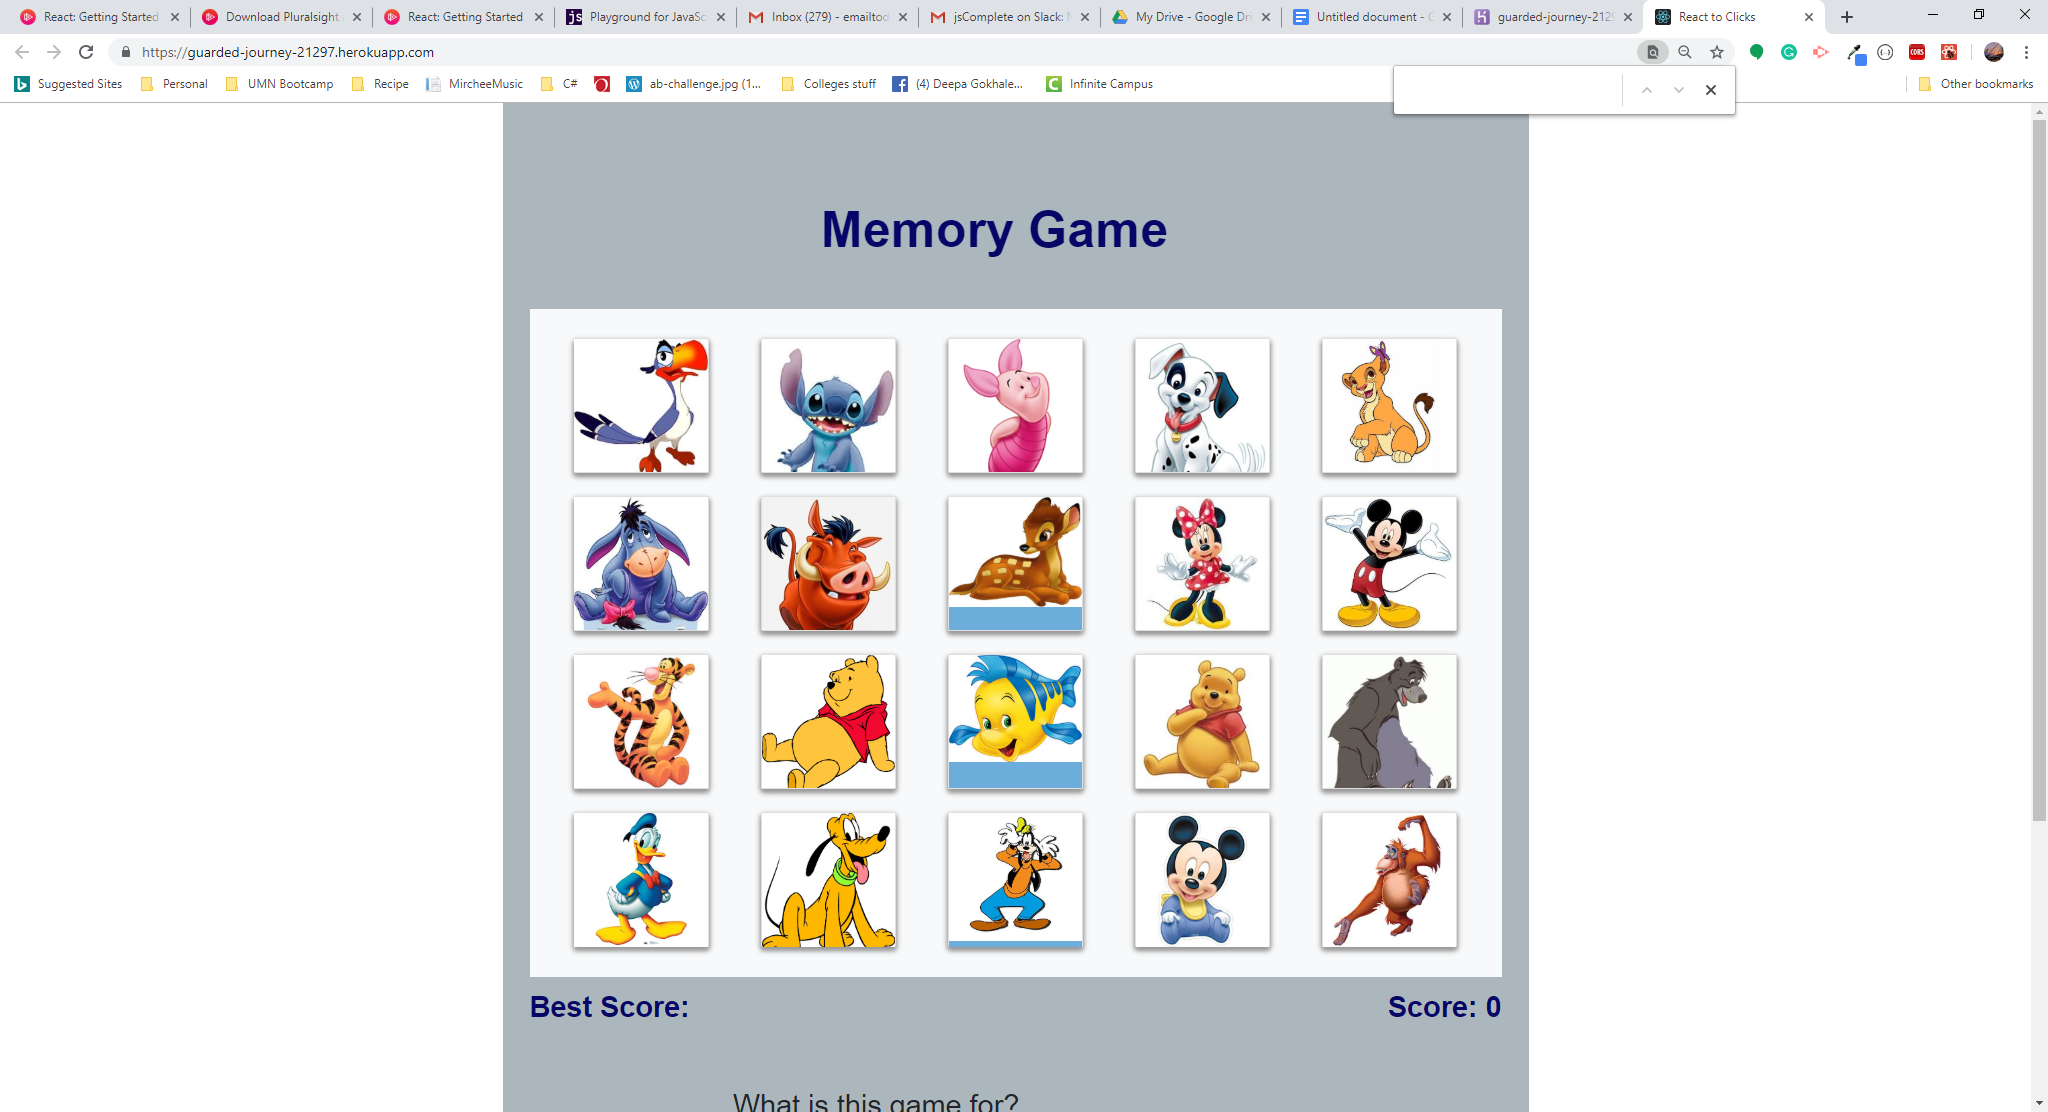 React: Getting Started
Download Pluralsight
React: Getting Started
Playground for JavaSc
Inbox (279) - emailtod
jsComplete on Slack:
My Drive - Google Dri
Untitled document - G
guarded-journey-2129
React to Clicks
https://guarded-journey-21297.herokuapp.com
Suggested Sites
Personal
UMN Bootcamp
Recipe
MircheeMusic
C#
ab-challenge.jpg (1...
Colleges stuff
(4) Deepa Gokhale...
Infinite Campus
Other bookmarks
Memory Game
Best Score:
Score: 0
What is this game for?